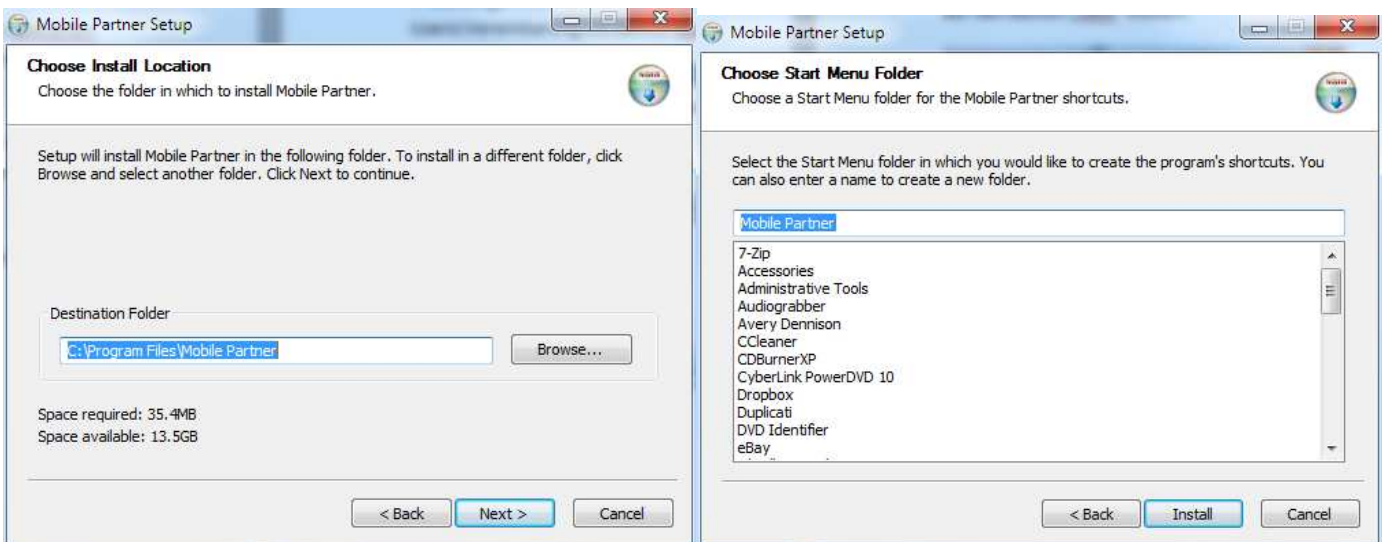 Mobile Partner Setup
Choose Install Location
Choose the folder in which to install Mobile Partner.
Setup will install Mobile Partner in the following folder. To install in a different folder, click
Browse and select another folder. Click Next to continue.
Destination Folder
C:\Program Files\Mobile Partner
Browse...
Space required: 35.4MB
Space available: 13.5GB
< Back
Next >
Cancel
Mobile Partner Setup
Choose Start Menu Folder
Choose a Start Menu folder for the Mobile Partner shortcuts.
Select the Start Menu folder in which you would like to create the program's shortcuts. You
can also enter a name to create a new folder.
Mobile Partner
7-Zip
Accessories
Administrative Tools
Audiograbber
Avery Dennison
CCleaner
CDBurnerXP
CyberLink PowerDVD 10
Dropbox
Duplicati
DVD Identifier
eBay
< Back
Install
Cancel